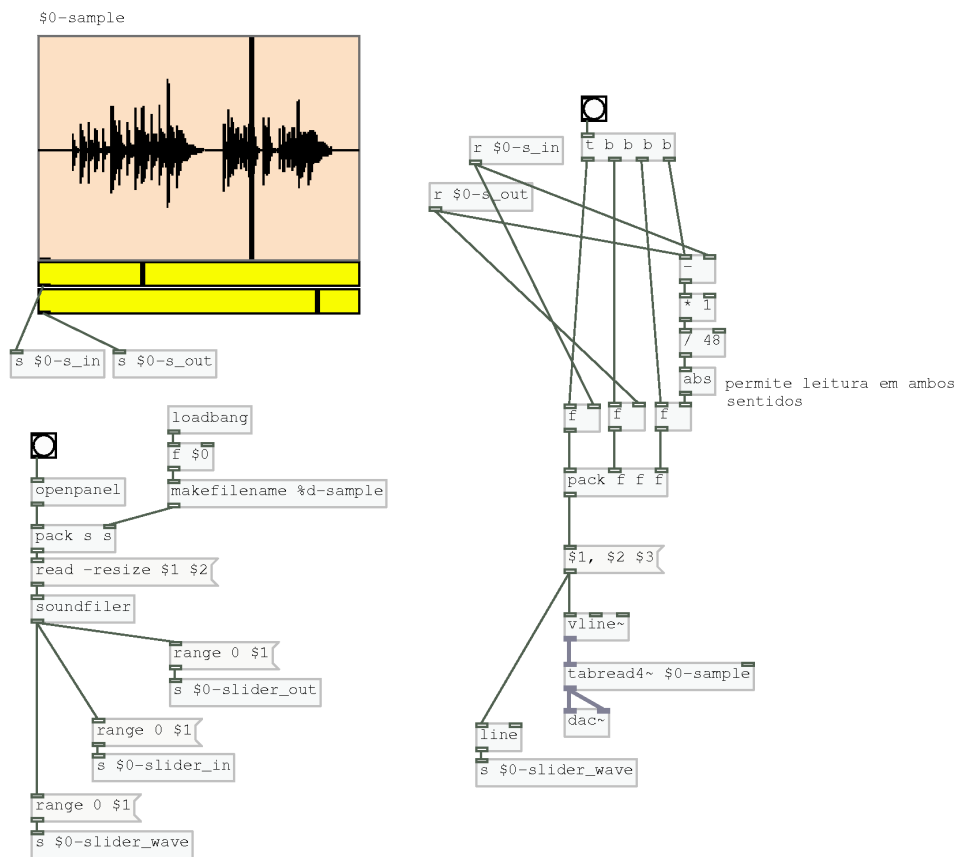 $0-sample
s $0-s_in
s $0-s_out
loadbang
f $0
makefilename %d-sample
openpanel
pack s s
read -resize $1 $2
soundfiler
range 0 $1
s $0-slider_out
range 0 $1
s $0-slider_in
range 0 $1
s $0-slider_wave
t b b b b
r $0-s_in
r $0-s_out
-
* 1
/ 48
abs
permite leitura em ambos
sentidos
f
f
f
pack f f f
$1, $2 $3
vline~
tabread4~ $0-sample
dac~
line
s $0-slider_wave